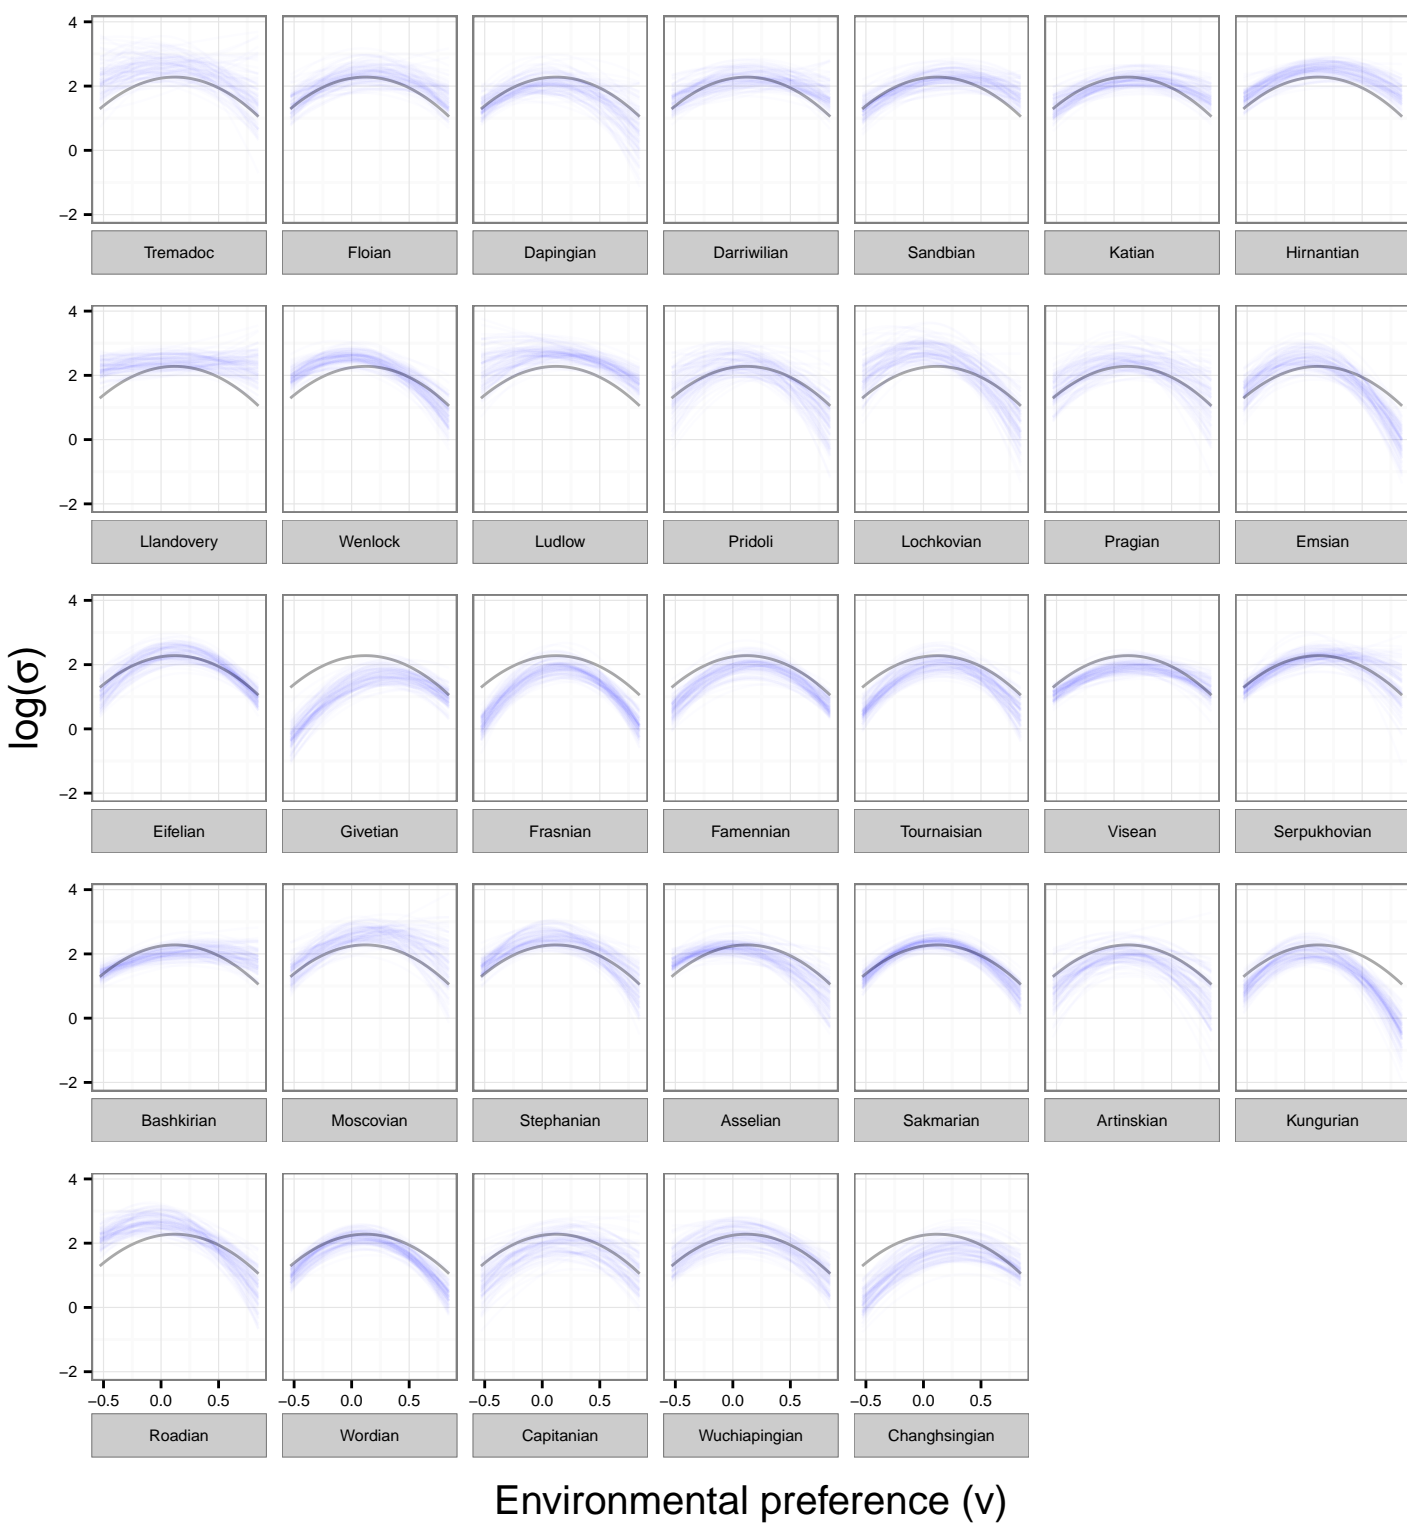 4
2
0
−2
Tremadoc Floian Dapingian Darriwilian Sandbian Katian Hirnantian
4
2
0
−2
Llandovery Wenlock Ludlow Pridoli Lochkovian Pragian Emsian
4
2
0
−2
Eifelian Givetian Frasnian Famennian Tournaisian Visean Serpukhovian
4
2
0
−2
Bashkirian Moscovian Stephanian Asselian Sakmarian Artinskian Kungurian
4
2
0
−2
−0.5 0.0 0.5 −0.5 0.0 0.5 −0.5 0.0 0.5 −0.5 0.0 0.5 −0.5 0.0 0.5
Roadian Wordian Capitanian Wuchiapingian Changhsingian
log(σ)
Environmental preference (v)